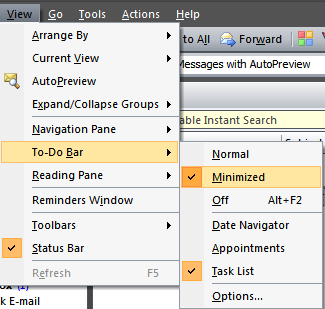 View Go Tools Actions Help
Arrange By
to All Forward
Current View
Messages with AutoPreview
AutoPreview
Expand/Collapse Groups
able Instant Search
Navigation Pane
To-Do Bar
Normal
Reading Pane
Minimized
Reminders Window
Off Alt+F2
Toolbars
Date Navigator
Status Bar
Appointments
Refresh F5
Task List
k E-mail
Options...